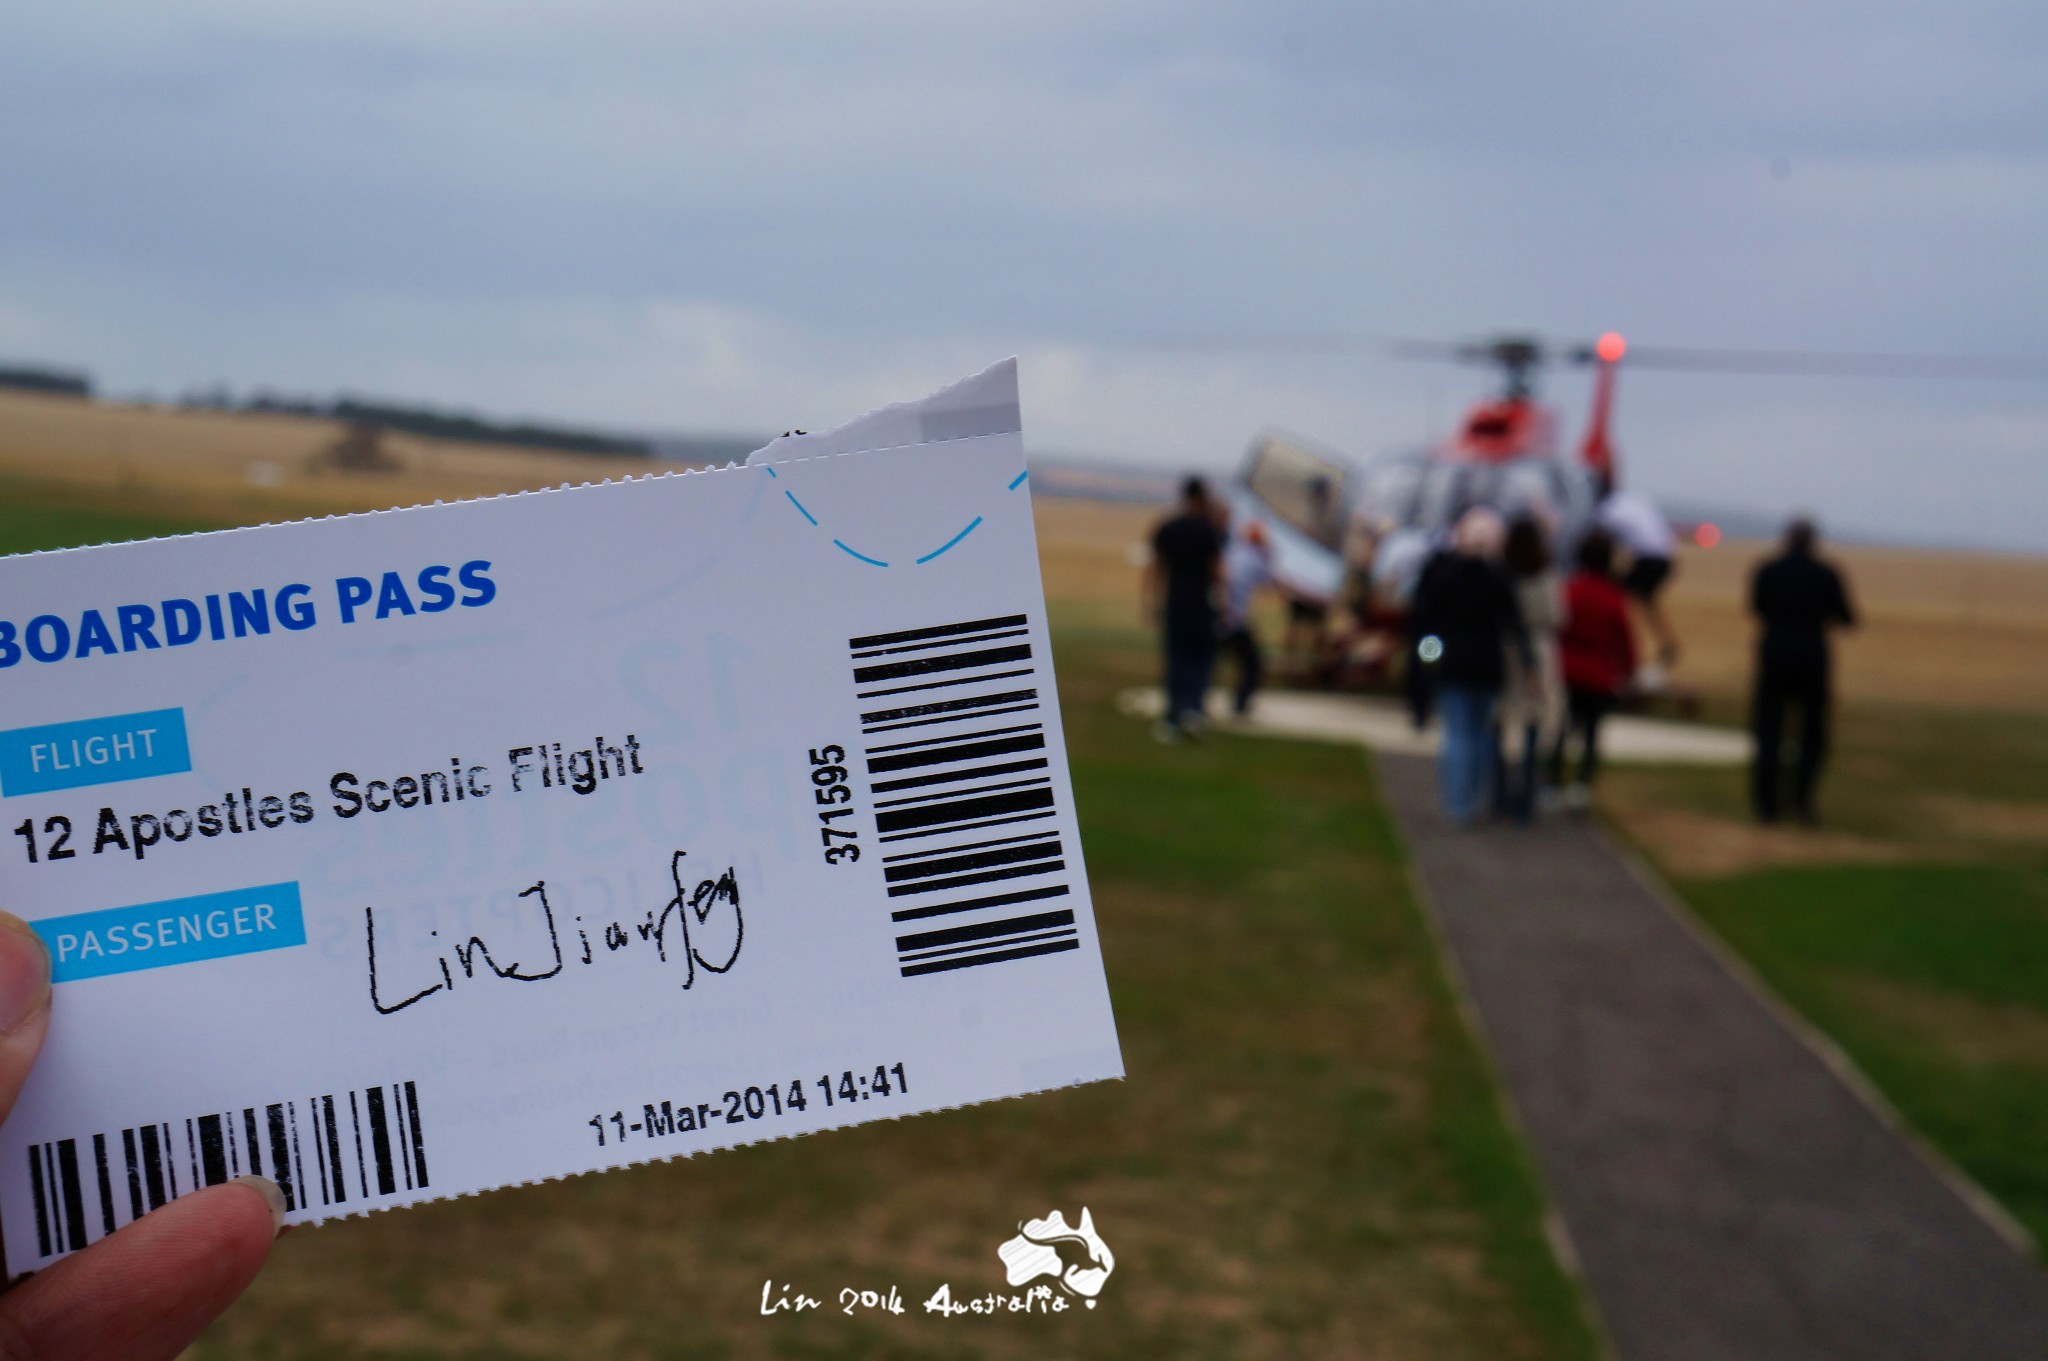 BOARDING PASS
FLIGHT
12 Apostles Scenic Flight
PASSENGER
Lin Jianfeng
371595
11-Mar-2014 14:41
Lin 2014 Australia